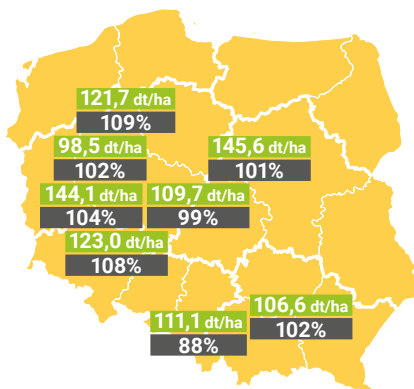 121,7 dt/ha
109%
98,5 dt/ha
102%
145,6 dt/ha
101%
144,1 dt/ha
104%
109,7 dt/ha
99%
123,0 dt/ha
108%
106,6 dt/ha
102%
111,1 dt/ha
88%